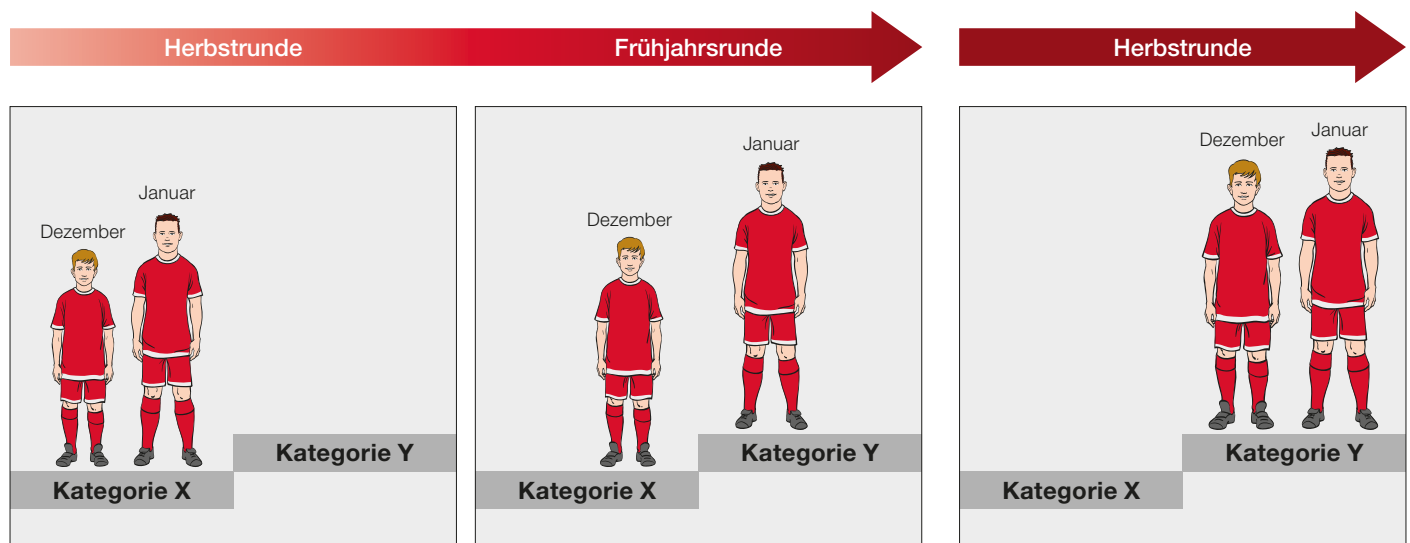 Herbstrunde
Frühjahrsrunde
Herbstrunde
Januar
Dezember
Kategorie Y
Kategorie X
Januar
Dezember
Kategorie Y
Kategorie X
Januar
Dezember
Kategorie Y
Kategorie X